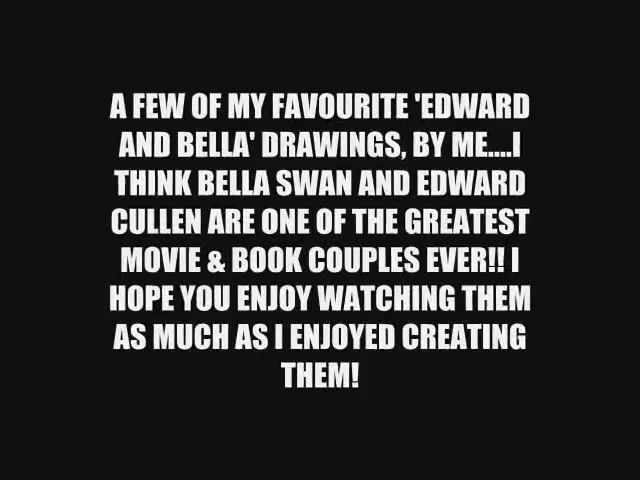 A FEW OF MY FAVOURITE 'EDWARD
AND BELLA' DRAWINGS, BY ME....I
THINK BELLA SWAN AND EDWARD
CULLEN ARE ONE OF THE GREATEST
MOVIE & BOOK COUPLES EVER!! I
HOPE YOU ENJOY WATCHING THEM
AS MUCH AS I ENJOYED CREATING
THEM!